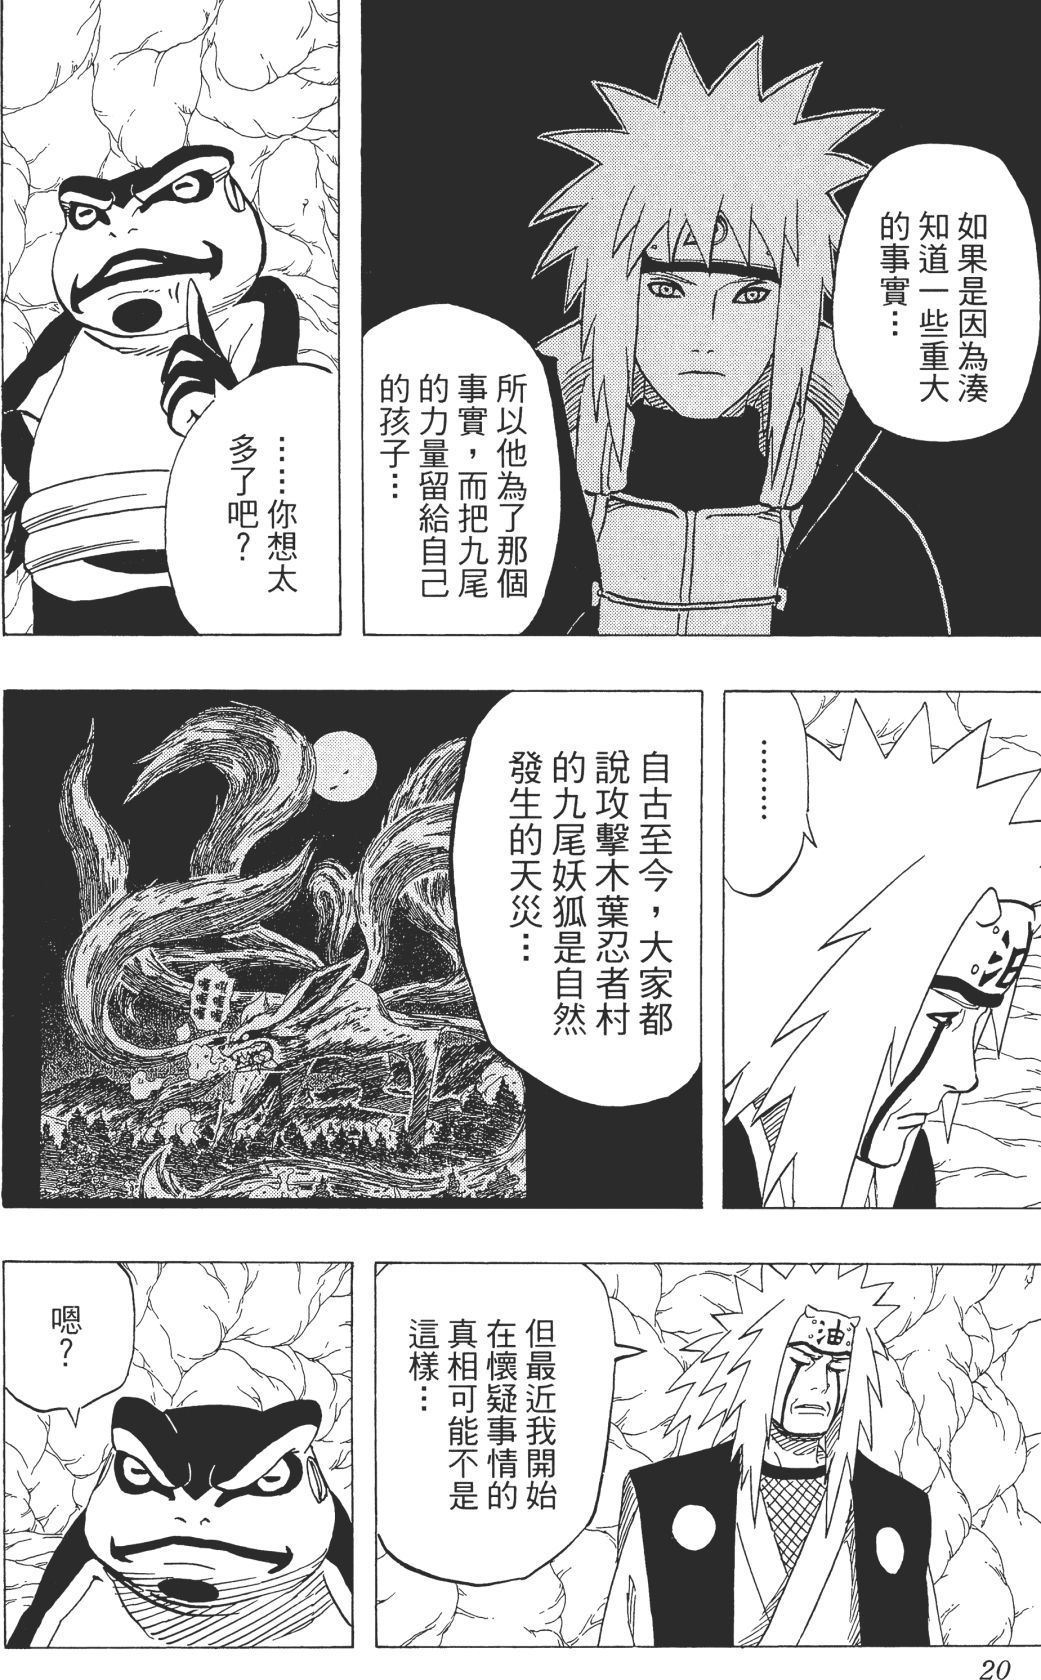 如果是因為湊
知道一些重大
的事實…
所以他為了那個
事實，而把九尾
的力量留給自己
的孩子…
……你想太
多了吧？
………
油
自古至今，大家都
說攻擊木葉忍者村
的九尾妖狐是自然
發生的天災…
油
但最近我開始
在懷疑事情的
真相可能不是
這樣…
嗯？
20